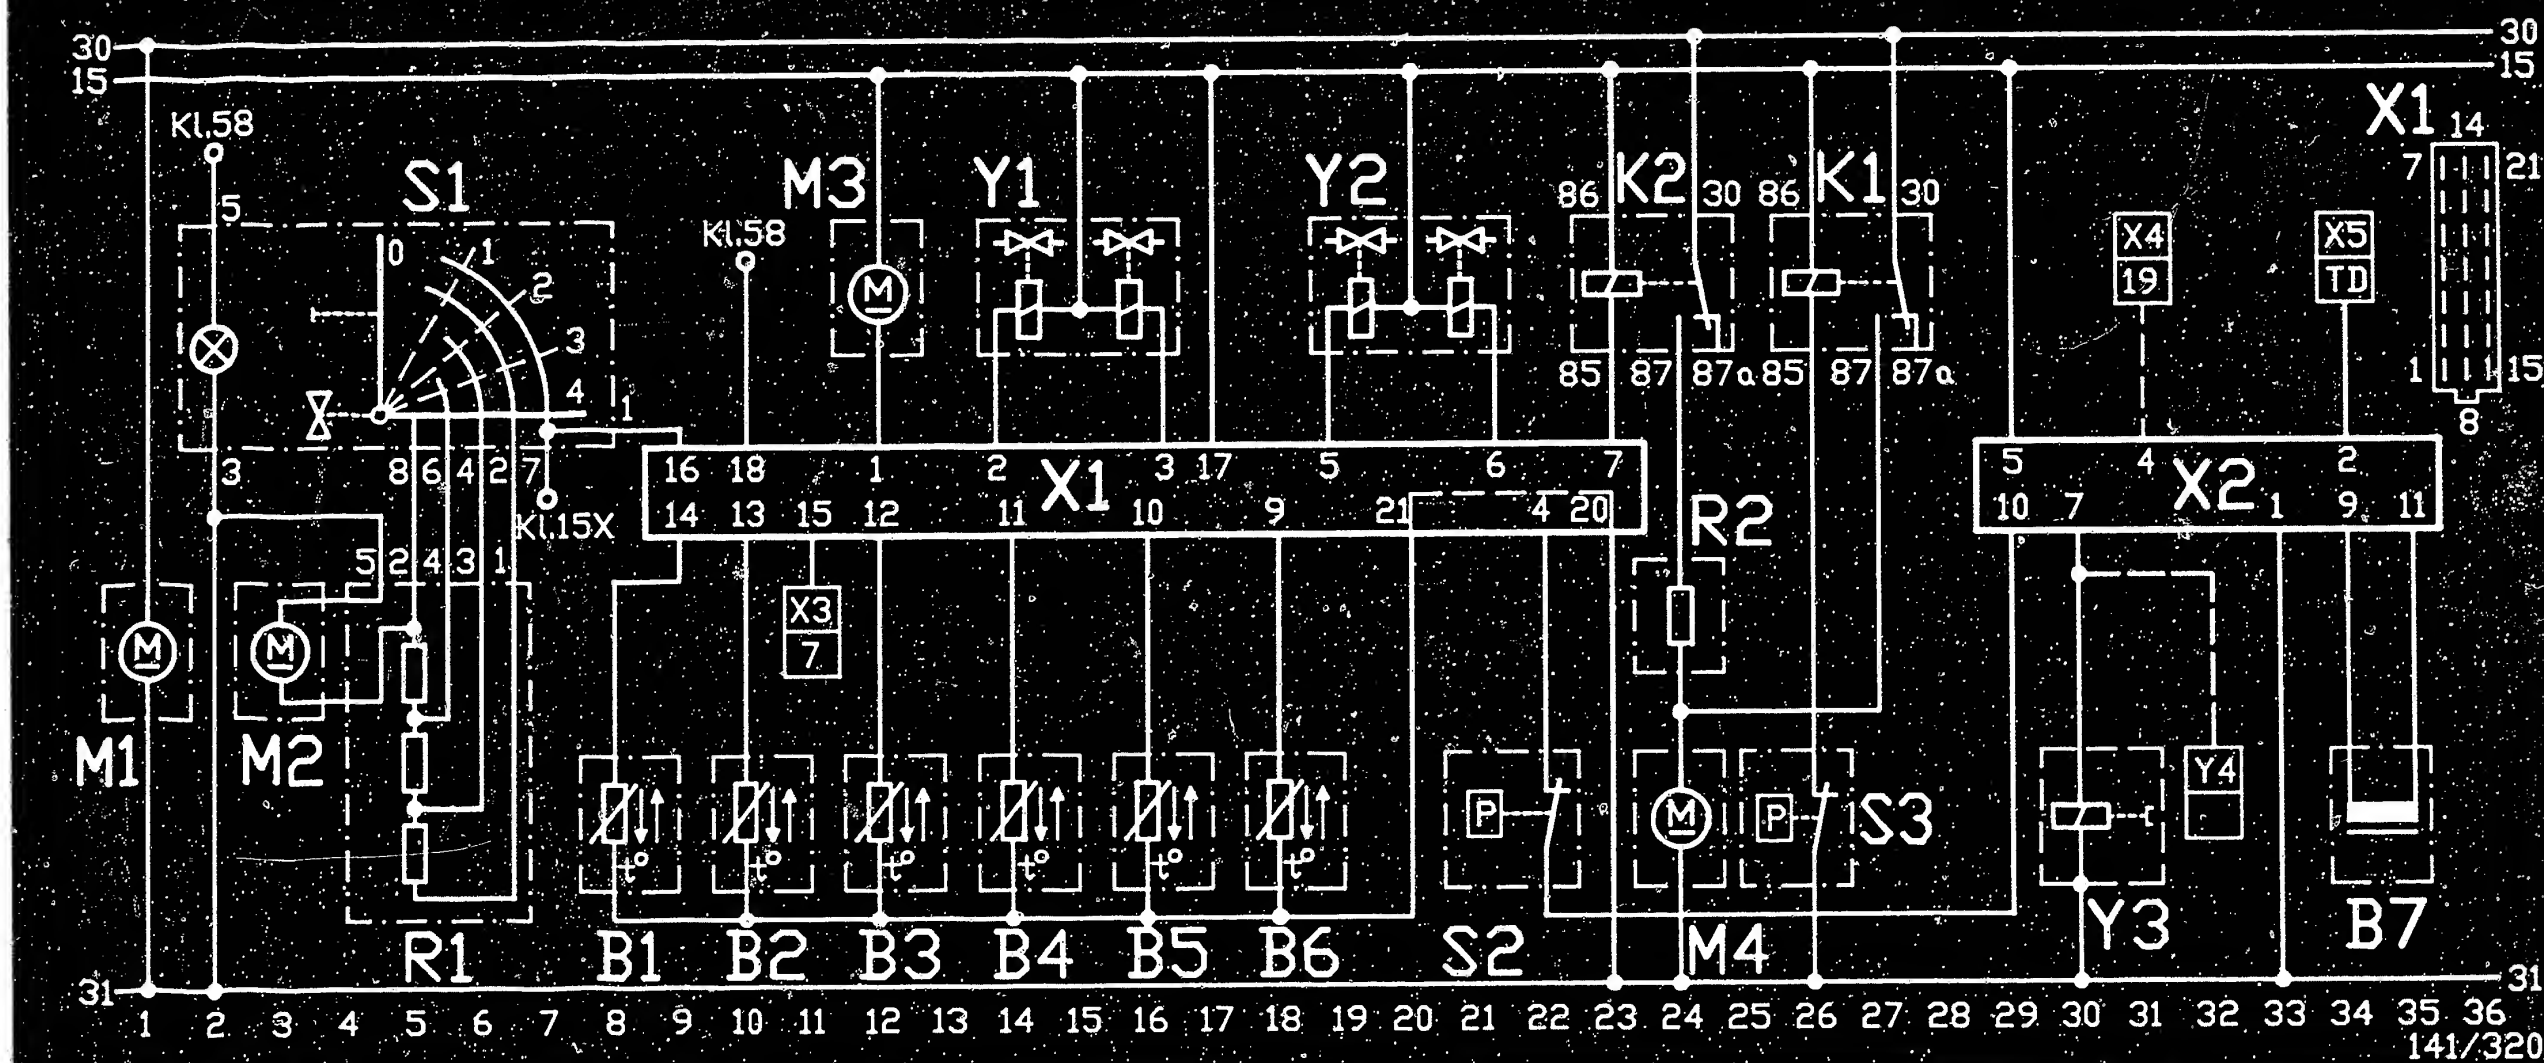 30 30
15 15
X1 14
Kl.58
7 21
S1 M3 Y1 Y2 86 K2 30 86 K1 30
5
X4 X5
Kl.58
0 1
19 TD
2
3
85 87 87a 85 87 87a
1 15
4 1
8
3 8 6 4 2 7 16 18 1 2 X1 3 17 5 6 7 5 4 X2 2
Kl.15X 14 13 15 12 11 10 9 21 4 20 R2 10 7 1 9 11
5 2 4 3 1
X3
7
M M
M1 M2
Y4
P M P S3
t° t° t° t° t° t°
R1 B1 B2 B3 B4 B5 B6 S2 M4 Y3 B7
31 31
1 2 3 4 5 6 7 8 9 10 11 12 13 14 15 16 17 18 19 20 21 22 23 24 25 26 27 28 29 30 31 32 33 34 35 36
141/320